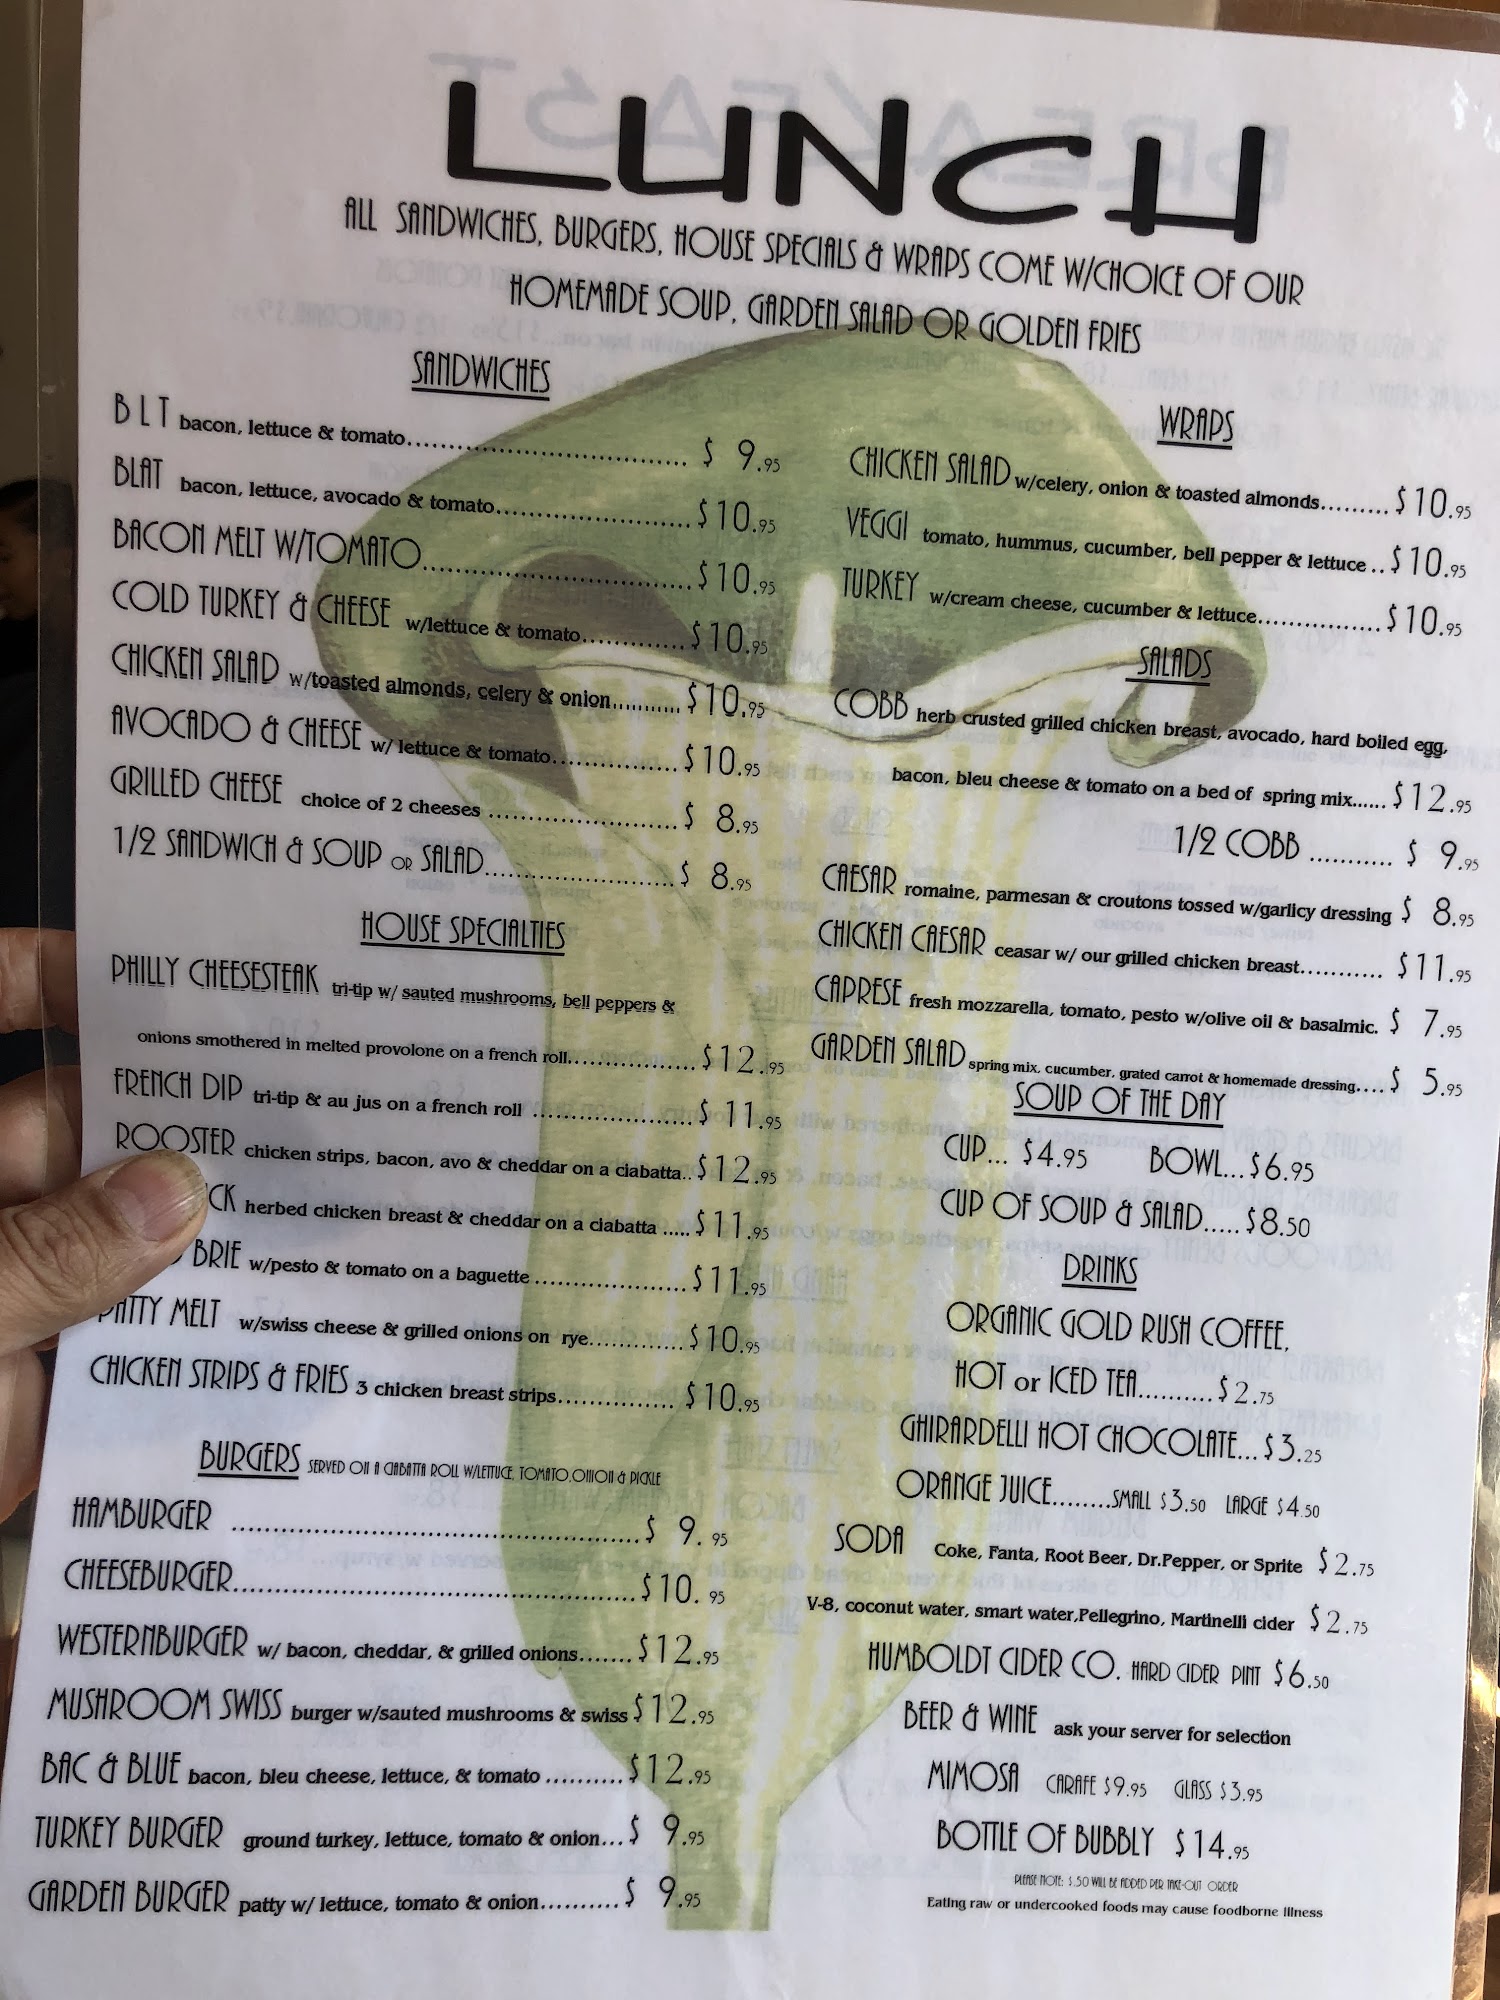 LUNCH
ALL SANDWICHES, BURGERS, HOUSE SPECIALS & WRAPS COME W/CHOICE OF OUR
HOMEMADE SOUP, GARDEN SALAD OR GOLDEN FRIES
SANDWICHES
BLT bacon, lettuce & tomato................................... $ 9.95
BLAT bacon, lettuce, avocado & tomato......................... $10.95
BACON MELT W/TOMATO.................................. $10.95
COLD TURKEY & CHEESE w/lettuce & tomato............. $10.95
CHICKEN SALAD w/toasted almonds, celery & onion........... $10.95
AVOCADO & CHEESE w/ lettuce & tomato................ $10.95
GRILLED CHEESE choice of 2 cheeses ........................ $ 8.95
1/2 SANDWICH & SOUP OR SALAD........................ $ 8.95
HOUSE SPECIALTIES
PHILLY CHEESESTEAK tri-tip w/ sauted mushrooms, bell peppers &
onions smothered in melted provolone on a french roll................ $12.95
FRENCH DIP tri-tip & au jus on a french roll .................... $ 11.95
ROOSTER chicken strips, bacon, avo & cheddar on a ciabatta.. $12.95
CK herbed chicken breast & cheddar on a ciabatta ..... $11.95
BRIE w/pesto & tomato on a baguette ................... $11.95
PATTY MELT w/swiss cheese & grilled onions on rye............ $10.95
CHICKEN STRIPS & FRIES 3 chicken breast strips............... $10.95
BURGERS SERVED ON A CIABATTA ROLL W/LETTUCE, TOMATO,ONION & PICKLE
HAMBURGER .................................................. $ 9.95
CHEESEBURGER................................................. $10.95
WESTERNBURGER w/ bacon, cheddar, & grilled onions....... $12.95
MUSHROOM SWISS burger w/sauted mushrooms & swiss $12.95
BAC & BLUE bacon, bleu cheese, lettuce, & tomato .......... $12.95
TURKEY BURGER ground turkey, lettuce, tomato & onion... $ 9.95
GARDEN BURGER patty w/ lettuce, tomato & onion.......... $ 9.95
WRAPS
CHICKEN SALAD w/celery, onion & toasted almonds......... $10.95
VEGGI tomato, hummus, cucumber, bell pepper & lettuce .. $10.95
TURKEY w/cream cheese, cucumber & lettuce................ $10.95
SALADS
COBB herb crusted grilled chicken breast, avocado, hard boiled egg,
bacon, bleu cheese & tomato on a bed of spring mix...... $12.95
1/2 COBB ........... $ 9.95
CAESAR romaine, parmesan & croutons tossed w/garlicy dressing $ 8.95
CHICKEN CAESAR ceasar w/ our grilled chicken breast........... $11.95
CAPRESE fresh mozzarella, tomato, pesto w/olive oil & basalmic. $ 7.95
GARDEN SALAD spring mix, cucumber, grated carrot & homemade dressing.... $ 5.95
SOUP OF THE DAY
CUP... $4.95 BOWL... $6.95
CUP OF SOUP & SALAD..... $8.50
DRINKS
ORGANIC GOLD RUSH COFFEE,
HOT or ICED TEA.......... $2.75
GHIRARDELLI HOT CHOCOLATE... $3.25
ORANGE JUICE........SMALL $3.50 LARGE $4.50
SODA Coke, Fanta, Root Beer, Dr.Pepper, or Sprite $2.75
V-8, coconut water, smart water,Pellegrino, Martinelli cider $2.75
HUMBOLDT CIDER CO. HARD CIDER PINT $6.50
BEER & WINE ask your server for selection
MIMOSA CARAFE $9.95 GLASS $3.95
BOTTLE OF BUBBLY $14.95
PLEASE NOTE: $.50 WILL BE ADDED PER TAKE-OUT ORDER
Eating raw or undercooked foods may cause foodborne Illness